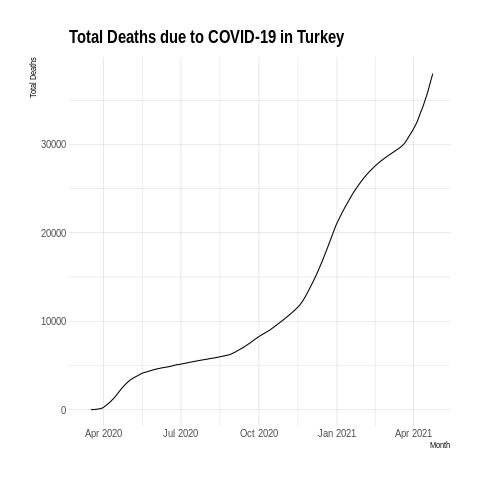 Total Deaths due to COVID-19 in Turkey
Total Deaths
30000
20000
10000
0
Apr 2020 Jul 2020 Oct 2020 Jan 2021 Apr 2021
Month